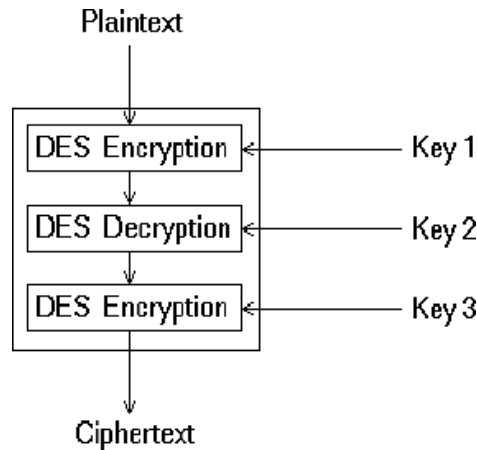 Plaintext
DES Encryption
Key 1
DES Decryption
Key 2
DES Encryption
Key 3
Ciphertext